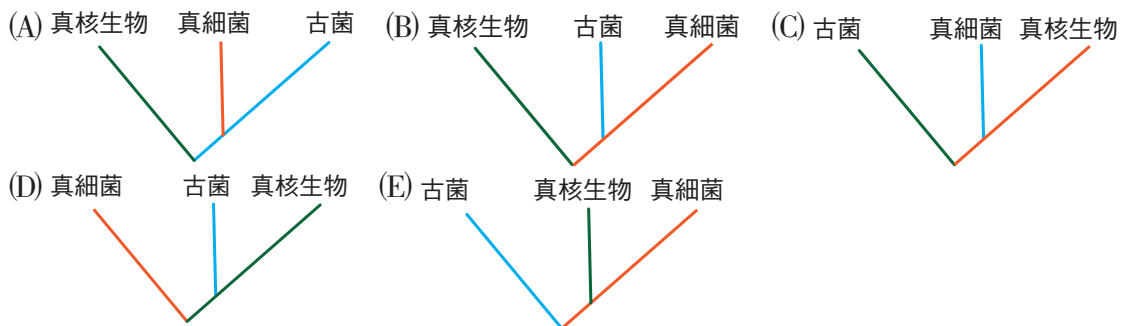 (A) 真核生物 真細菌 古菌
(B) 真核生物 古菌 真細菌
(C) 古菌 真細菌 真核生物
(D) 真細菌 古菌 真核生物
(E) 古菌 真核生物 真細菌